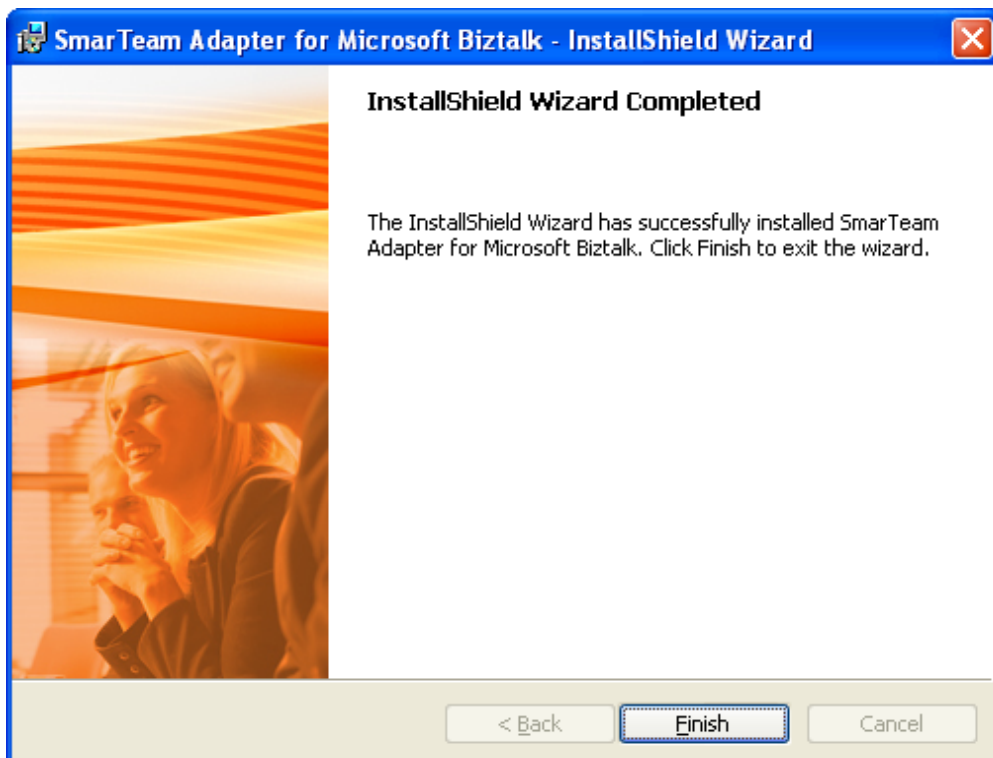 SmarTeam Adapter for Microsoft Biztalk - InstallShield Wizard
InstallShield Wizard Completed
The InstallShield Wizard has successfully installed SmarTeam
Adapter for Microsoft Biztalk. Click Finish to exit the wizard.
< Back
Finish
Cancel